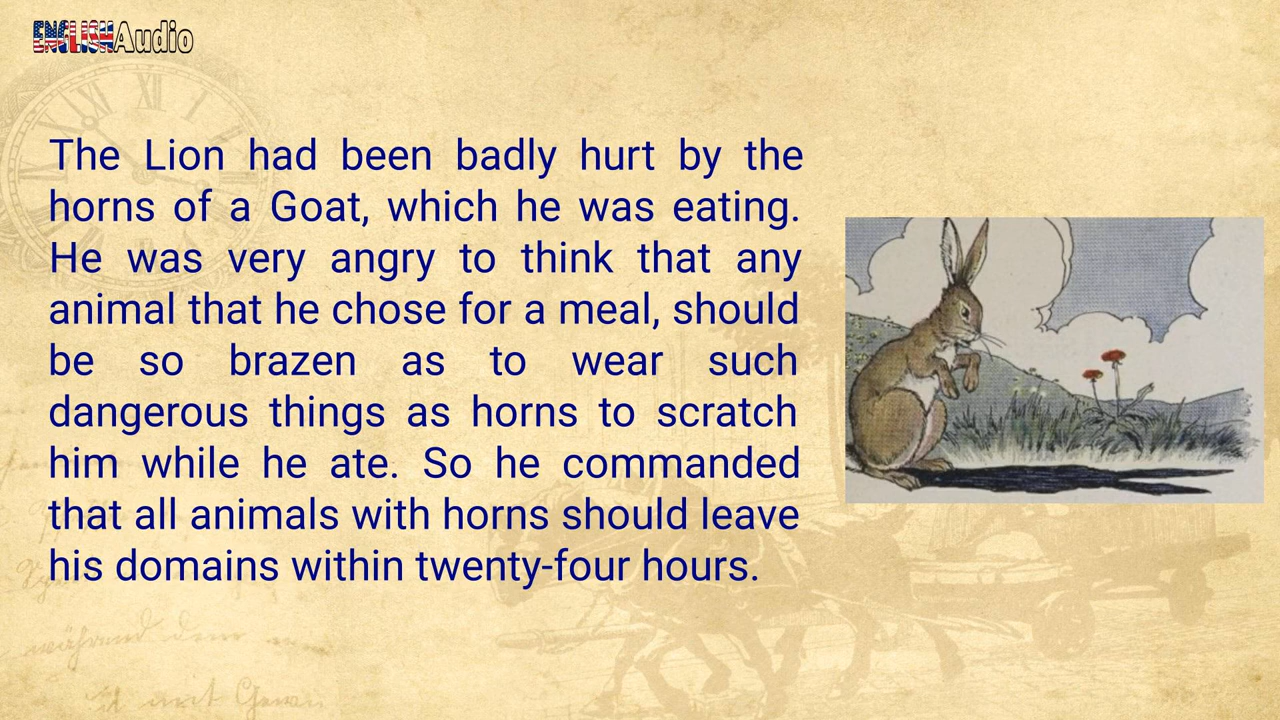 ENGLISHAudio
The Lion had been badly hurt by the
horns of a Goat, which he was eating.
He was very angry to think that any
animal that he chose for a meal, should
be so brazen as to wear such
dangerous things as horns to scratch
him while he ate. So he commanded
that all animals with horns should leave
his domains within twenty-four hours.
während dem